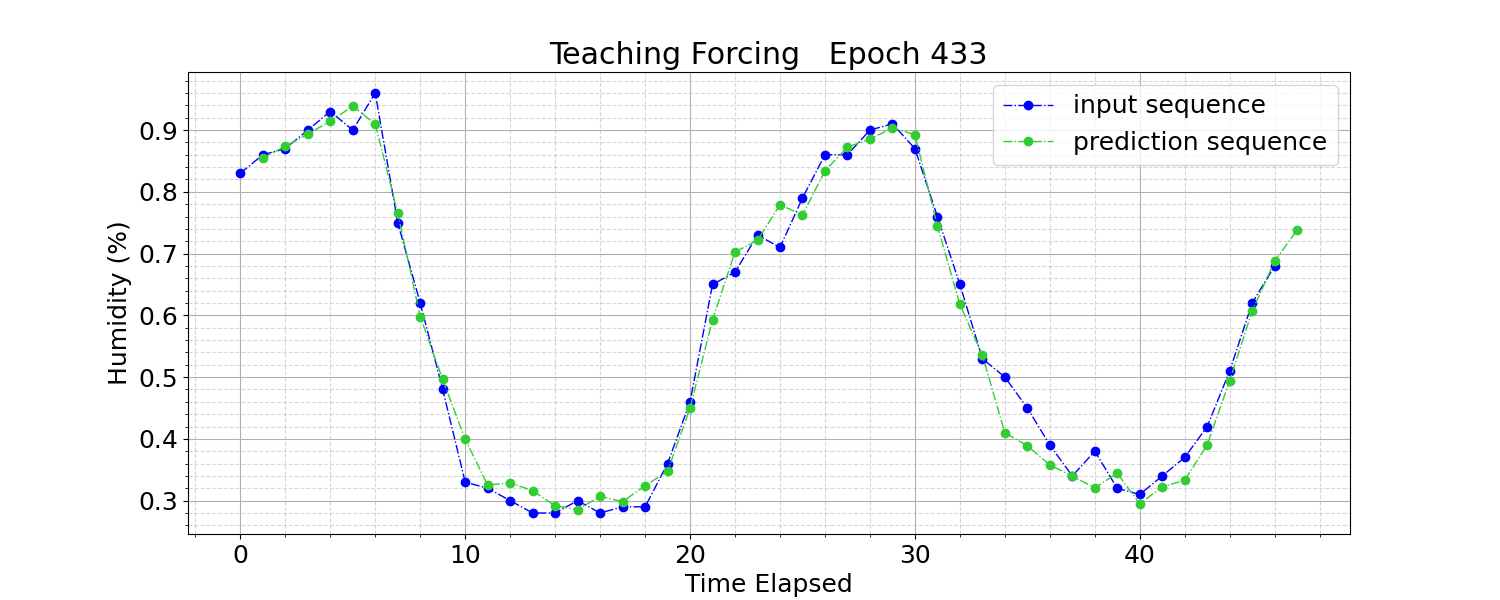 Teaching Forcing   Epoch 433
input sequence
prediction sequence
Humidity (%)
0.9
0.8
0.7
0.6
0.5
0.4
0.3
0 10 20 30 40
Time Elapsed